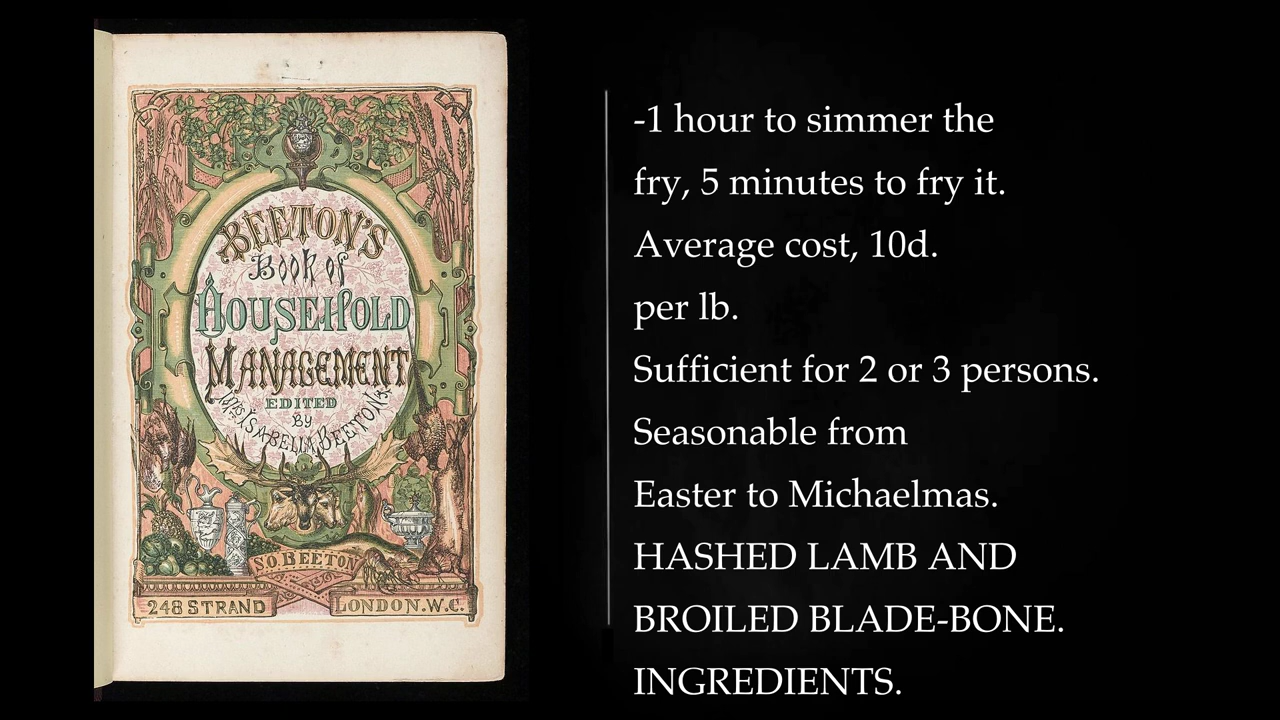 BEETON'S
Book of
HOUSEHOLD
MANAGEMENT
EDITED
BY
MRS ISABELLA BEETON
S.O. BEETON
248 STRAND
LONDON.W.C.
-1 hour to simmer the
fry, 5 minutes to fry it.
Average cost, 10d.
per lb.
Sufficient for 2 or 3 persons.
Seasonable from
Easter to Michaelmas.
HASHED LAMB AND
BROILED BLADE-BONE.
INGREDIENTS.